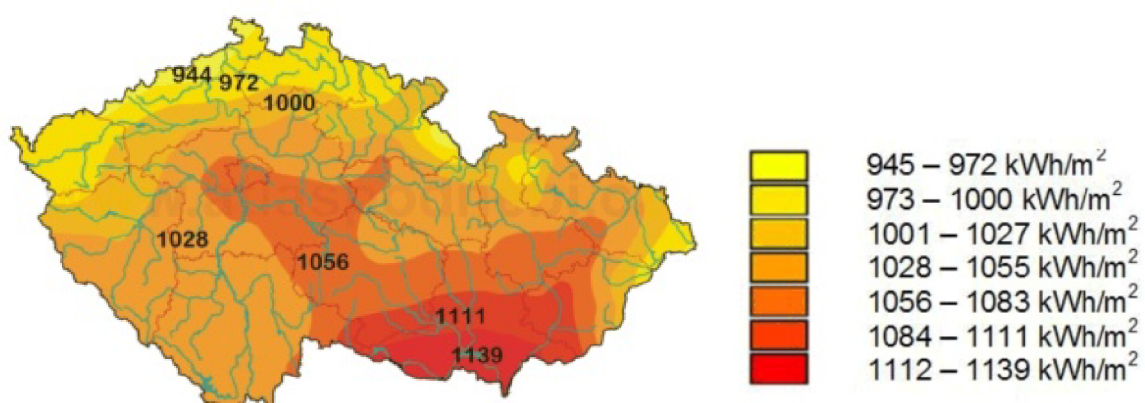 944
972
1000
1028
1056
1111
1139
945 – 972 kWh/m²
973 – 1000 kWh/m²
1001 – 1027 kWh/m²
1028 – 1055 kWh/m²
1056 – 1083 kWh/m²
1084 – 1111 kWh/m²
1112 – 1139 kWh/m²